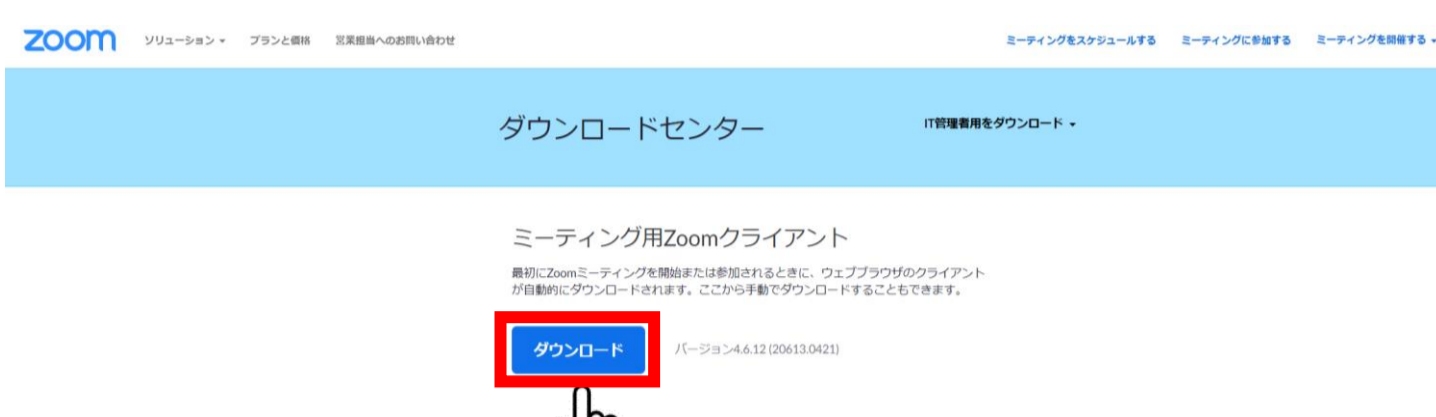 zoom ソリューション プランと価格 営業担当へのお問い合わせ ミーティングをスケジュールする ミーティングに参加する ミーティングを開催する
ダウンロードセンター IT管理者用をダウンロード
ミーティング用Zoomクライアント
最初にZoomミーティングを開始または参加されるときに、ウェブブラウザのクライアント
が自動的にダウンロードされます。ここから手動でダウンロードすることもできます。
ダウンロード バージョン4.6.12 (20613.0421)